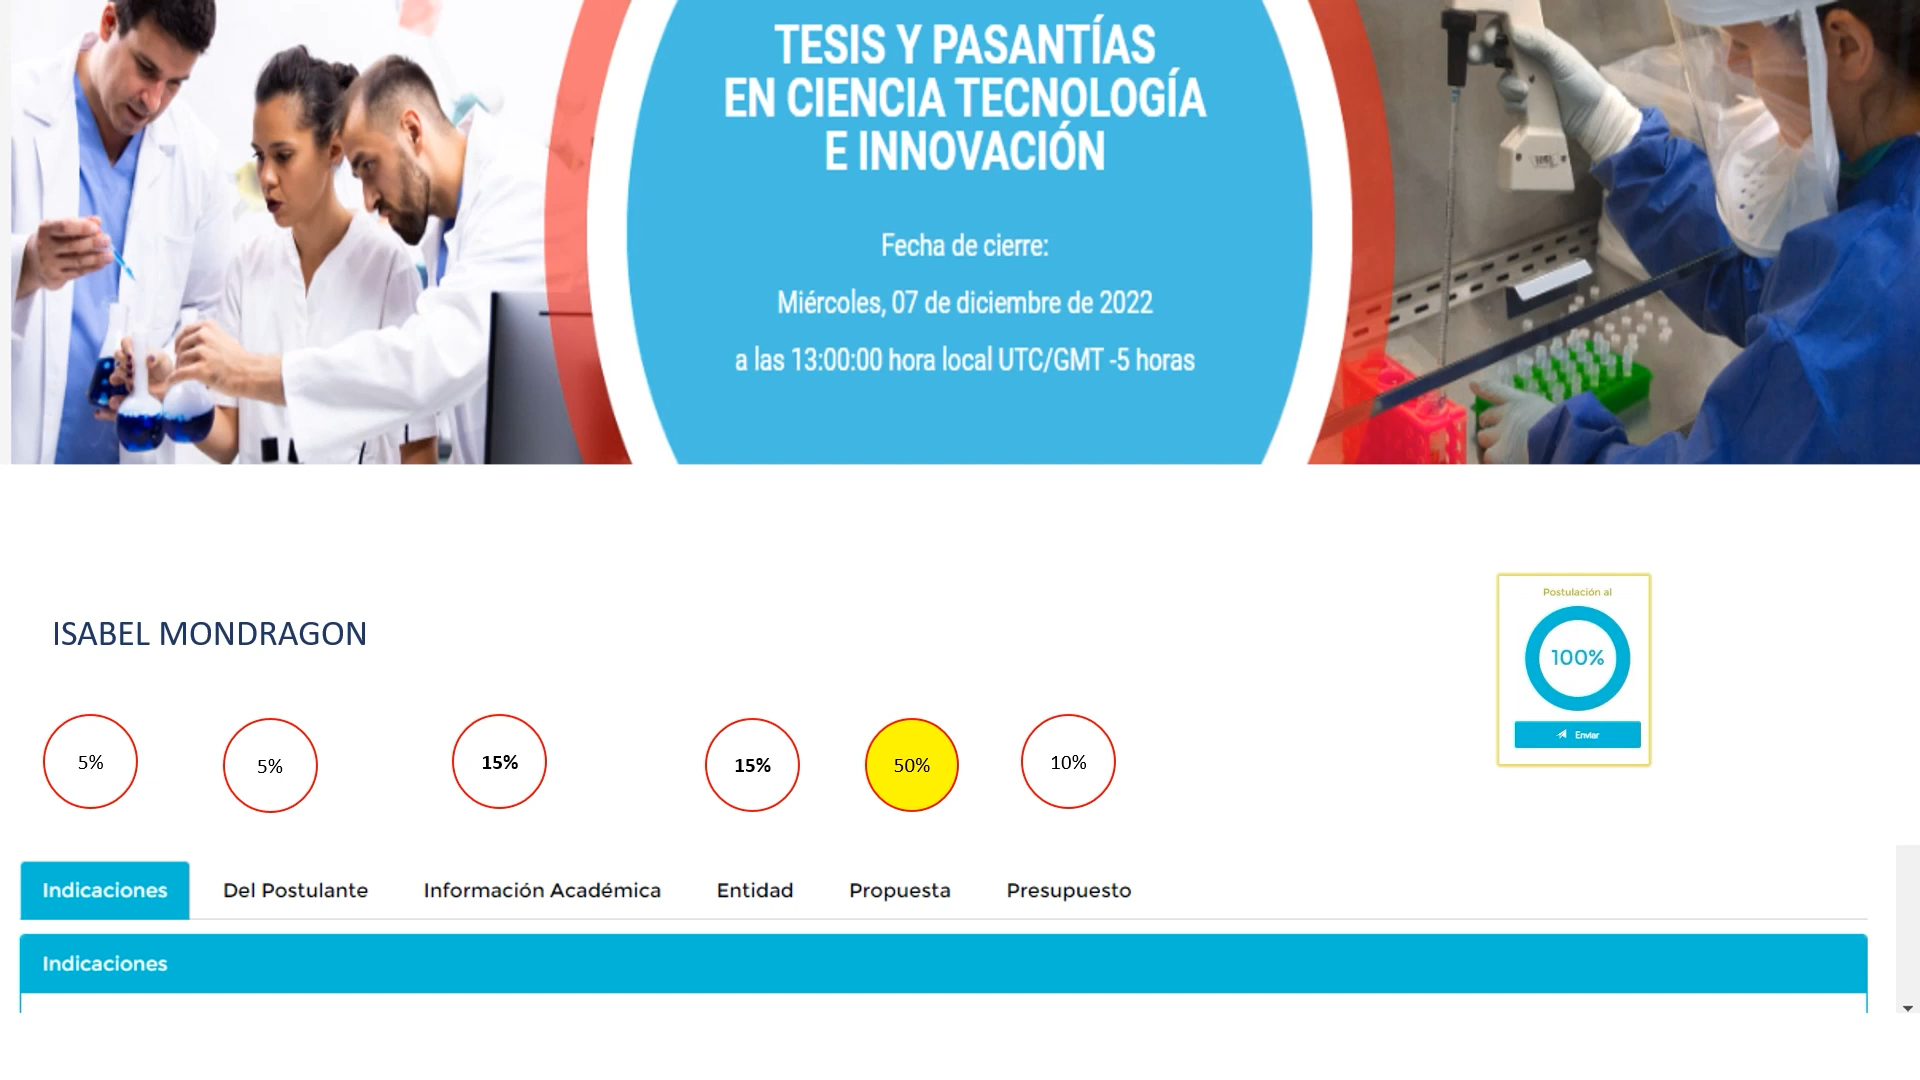 TESIS Y PASANTÍAS
EN CIENCIA TECNOLOGÍA
E INNOVACIÓN
Fecha de cierre:
Miércoles, 07 de diciembre de 2022
a las 13:00:00 hora local UTC/GMT -5 horas
ISABEL MONDRAGON
Postulación al
100%
Enviar
5%
5%
15%
15%
50%
10%
Indicaciones
Del Postulante
Información Académica
Entidad
Propuesta
Presupuesto
Indicaciones